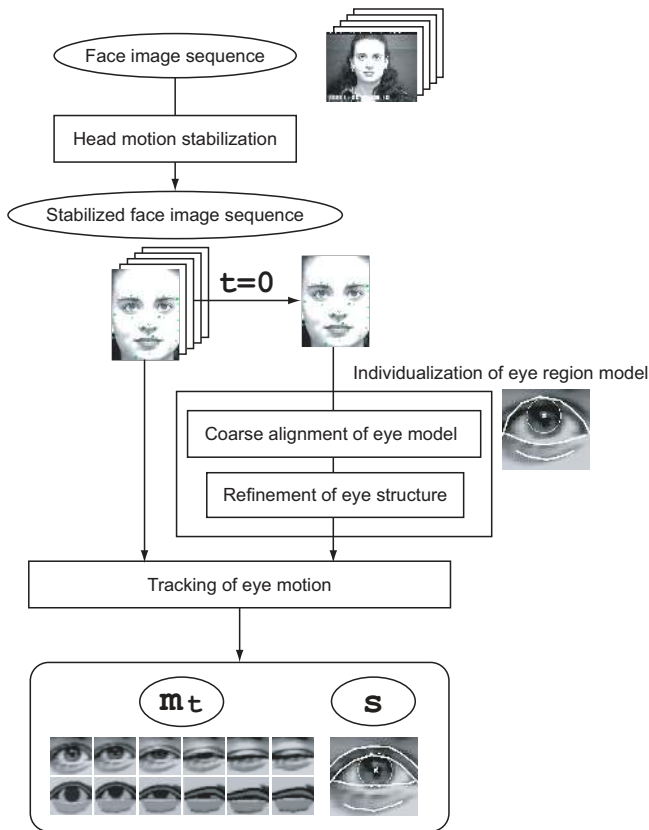 Face image sequence
Head motion stabilization
Stabilized face image sequence
t=0
Individualization of eye region model
Coarse alignment of eye model
Refinement of eye structure
Tracking of eye motion
m t s